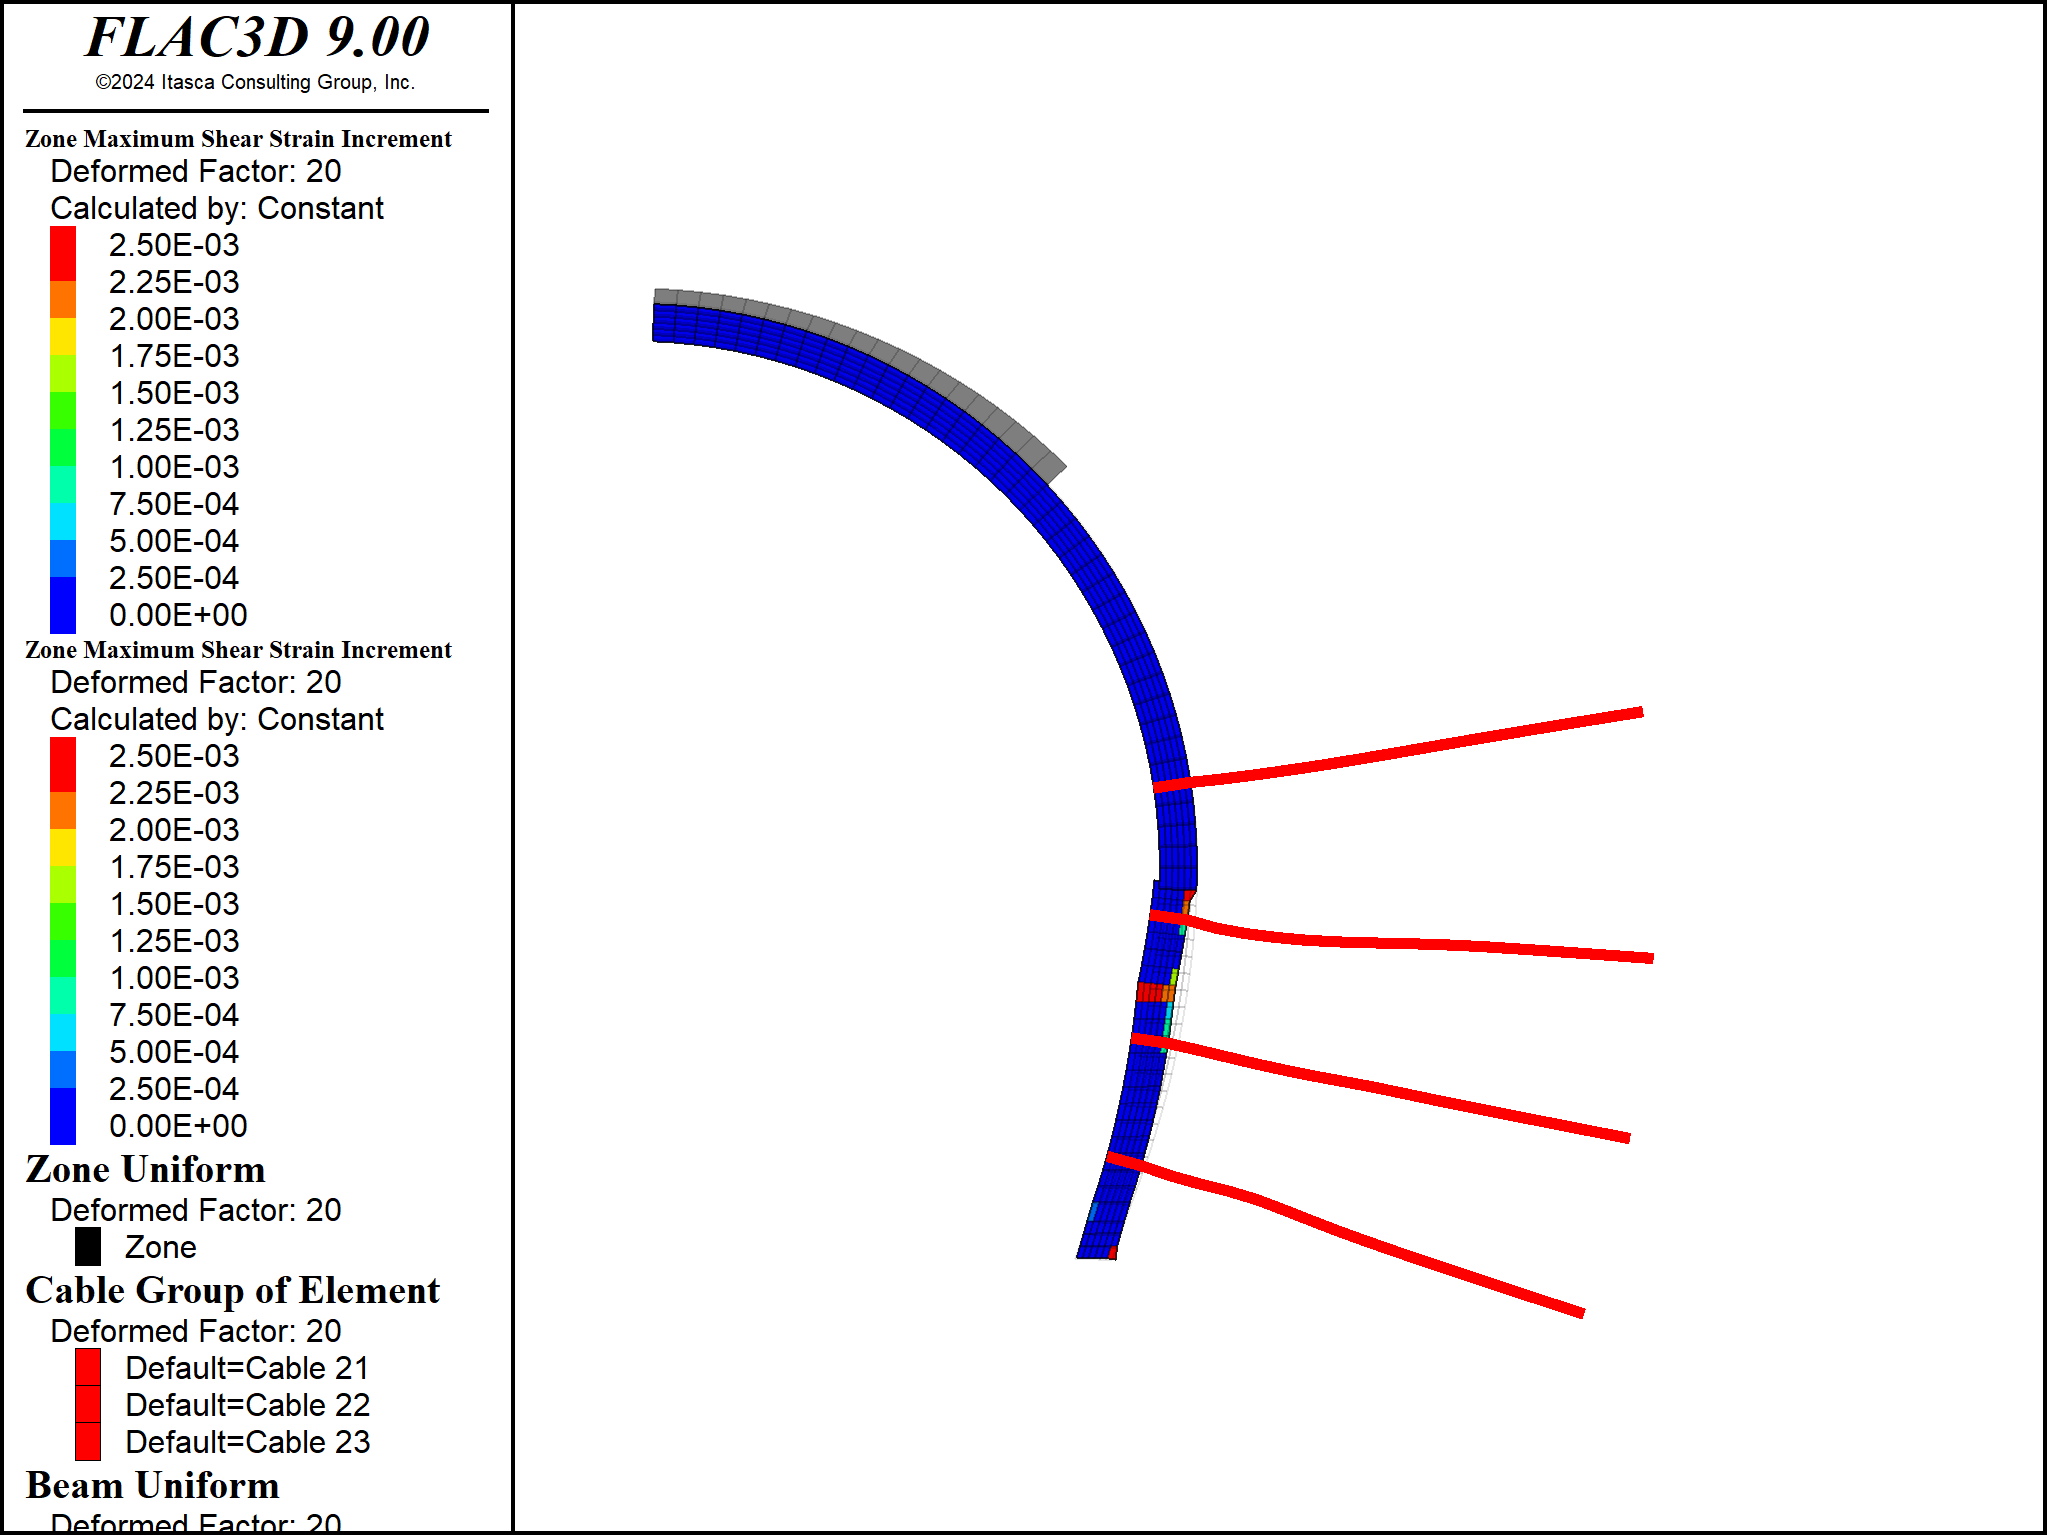 FLAC3D 9.00
©2024 Itasca Consulting Group, Inc.
Zone Maximum Shear Strain Increment
Deformed Factor: 20
Calculated by: Constant
2.50E-03
2.25E-03
2.00E-03
1.75E-03
1.50E-03
1.25E-03
1.00E-03
7.50E-04
5.00E-04
2.50E-04
0.00E+00
Zone Maximum Shear Strain Increment
Deformed Factor: 20
Calculated by: Constant
2.50E-03
2.25E-03
2.00E-03
1.75E-03
1.50E-03
1.25E-03
1.00E-03
7.50E-04
5.00E-04
2.50E-04
0.00E+00
Zone Uniform
Deformed Factor: 20
Zone
Cable Group of Element
Deformed Factor: 20
Default=Cable 21
Default=Cable 22
Default=Cable 23
Beam Uniform
Deformed Factor: 20